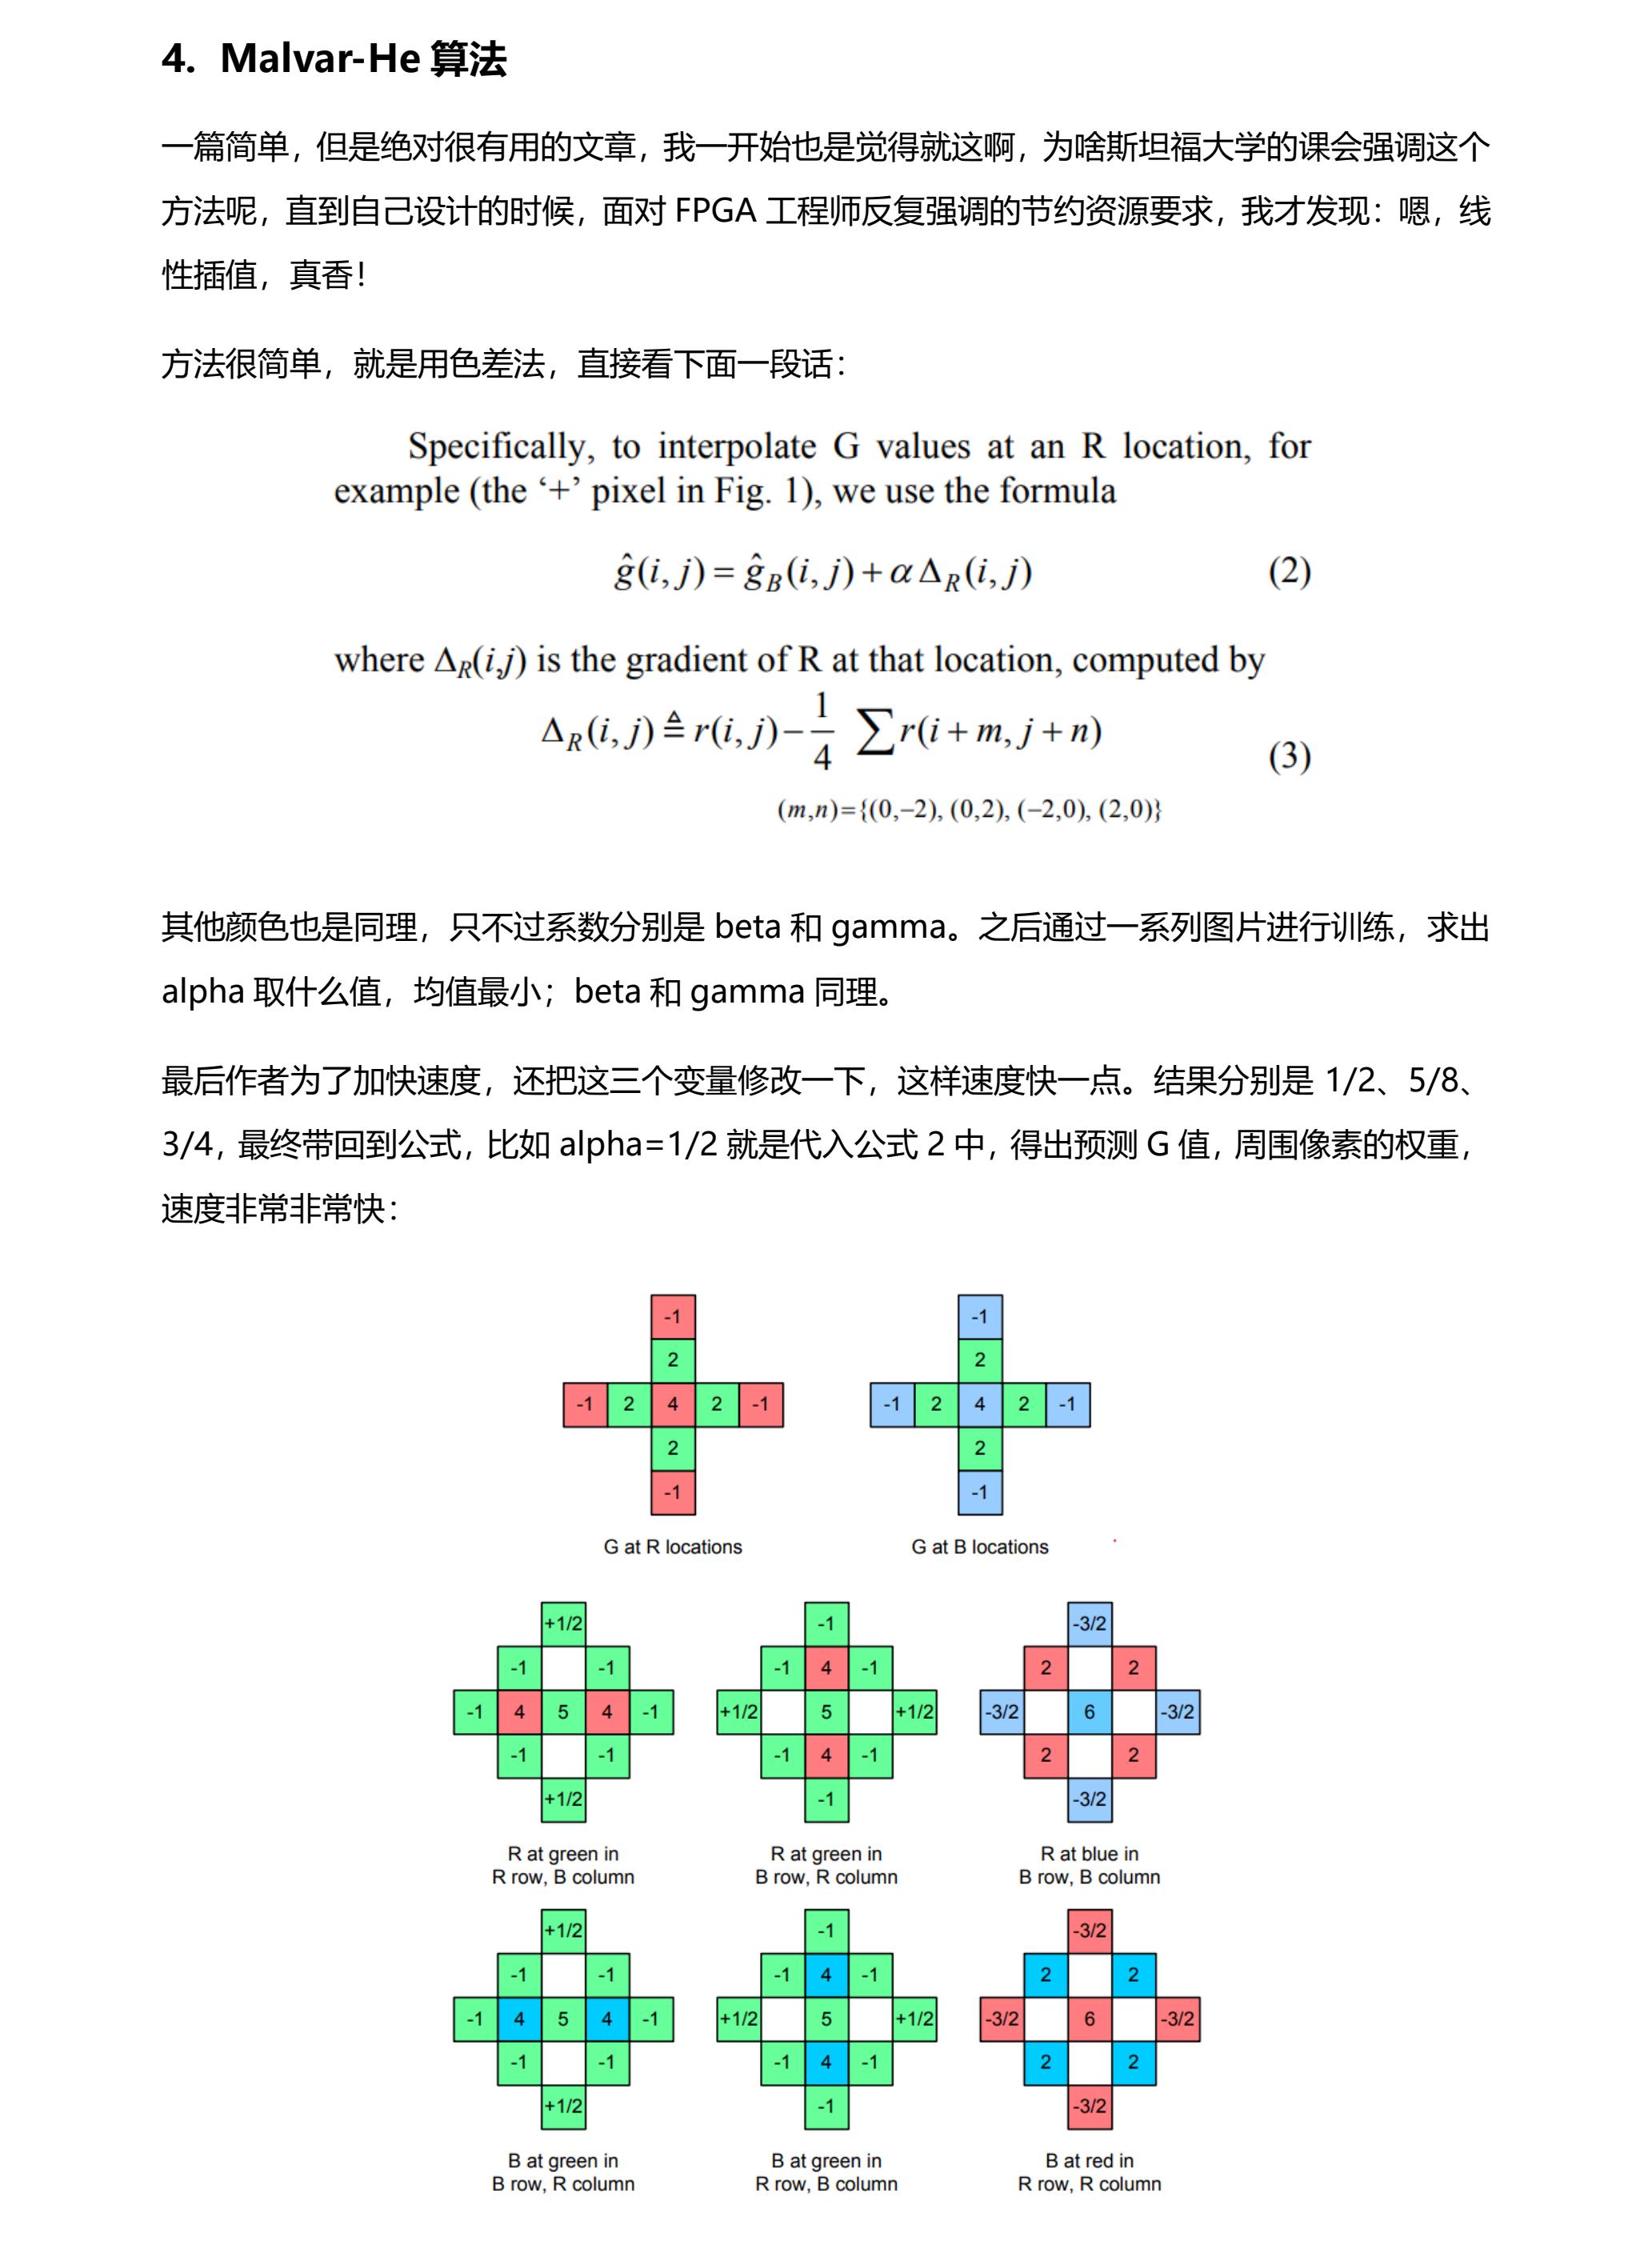 4. Malvar-He 算法
一篇简单，但是绝对很有用的文章，我一开始也是觉得就这啊，为啥斯坦福大学的课会强调这个
方法呢，直到自己设计的时候，面对 FPGA 工程师反复强调的节约资源要求，我才发现：嗯，线
性插值，真香！
方法很简单，就是用色差法，直接看下面一段话：
Specifically, to interpolate G values at an R location, for
example (the ‘+’ pixel in Fig. 1), we use the formula
ĝ(i, j) = ĝ_B(i, j) + α Δ_R(i, j) (2)
where Δ_R(i,j) is the gradient of R at that location, computed by
Δ_R(i, j) ≜ r(i, j) − 1/4 ∑ r(i + m, j + n) (3)
(m,n)={(0,−2), (0,2), (−2,0), (2,0)}
其他颜色也是同理，只不过系数分别是 beta 和 gamma。之后通过一系列图片进行训练，求出
alpha 取什么值，均值最小；beta 和 gamma 同理。
最后作者为了加快速度，还把这三个变量修改一下，这样速度快一点。结果分别是 1/2、5/8、
3/4，最终带回到公式，比如 alpha=1/2 就是代入公式 2 中，得出预测 G 值，周围像素的权重，
速度非常非常快：
-1 -1
2 2
-1 2 4 2 -1 -1 2 4 2 -1
2 2
-1 -1
G at R locations G at B locations
+1/2 -1 -3/2
-1 -1 -1 4 -1 2 2
-1 4 5 4 -1 +1/2 5 +1/2 -3/2 6 -3/2
-1 -1 -1 4 -1 2 2
+1/2 -1 -3/2
R at green in R at green in R at blue in
R row, B column B row, R column B row, B column
+1/2 -1 -3/2
-1 -1 -1 4 -1 2 2
-1 4 5 4 -1 +1/2 5 +1/2 -3/2 6 -3/2
-1 -1 -1 4 -1 2 2
+1/2 -1 -3/2
B at green in B at green in B at red in
B row, R column R row, B column R row, R column